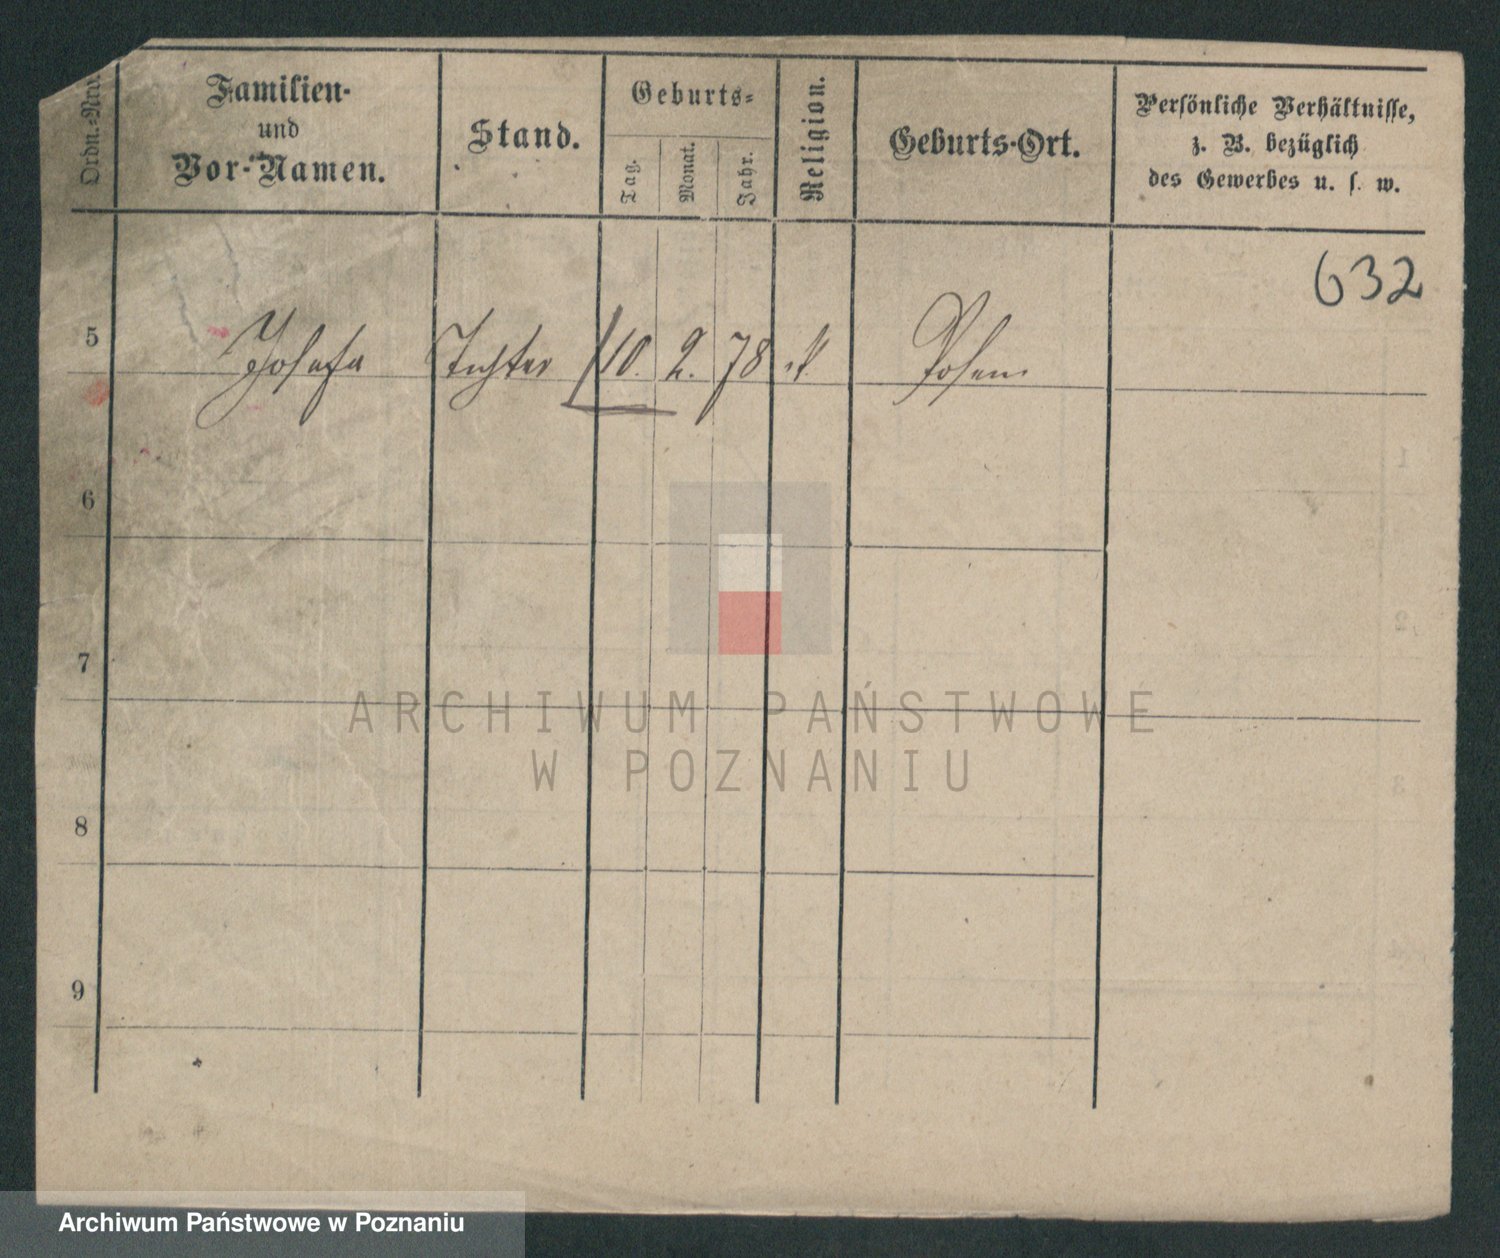 Ordn.-Nro.
Familien-
und
Vor-Namen.
Stand.
Geburts-
Tag.
Monat.
Jahr.
Religion.
Geburts-Ort.
Persönliche Verhältnisse,
z. B. bezüglich
des Gewerbes u. s. w.
632
5 Josefa Tochter 10. 2. 78 k Posen
6
7
8
9
ARCHIWUM PAŃSTWOWE
W POZNANIU
Archiwum Państwowe w Poznaniu